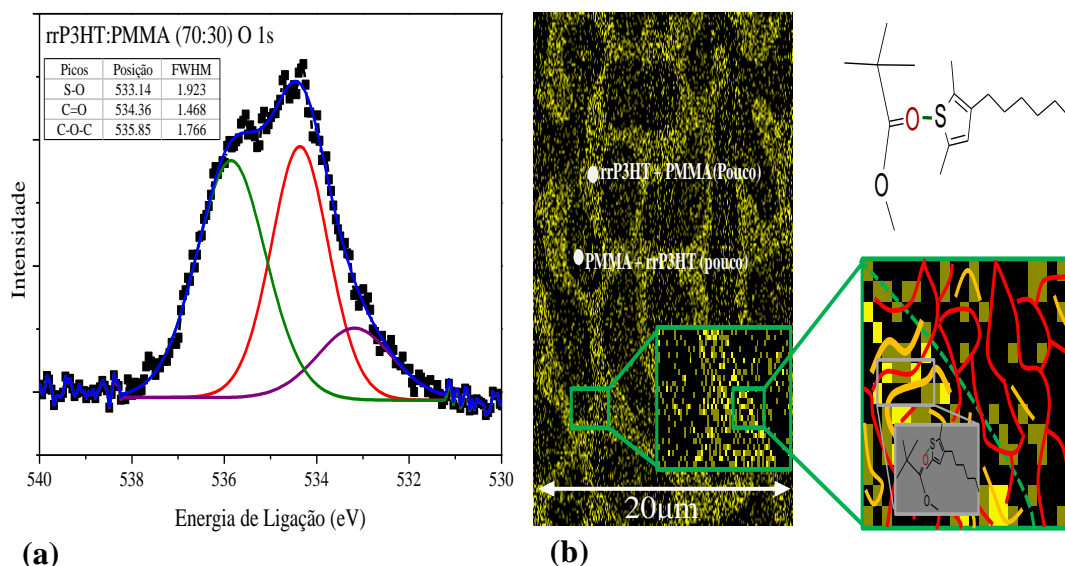 rrP3HT:PMMA (70:30) O 1s
Picos Posição FWHM
S-O 533.14 1.923
C=O 534.36 1.468
C-O-C 535.85 1.766
Intensidade
540 538 536 534 532 530
Energia de Ligação (eV)
(a)
rrP3HT + PMMA(Pouco)
PMMA + rrP3HT (pouco)
20µm
(b)
O S
O
S
O
O